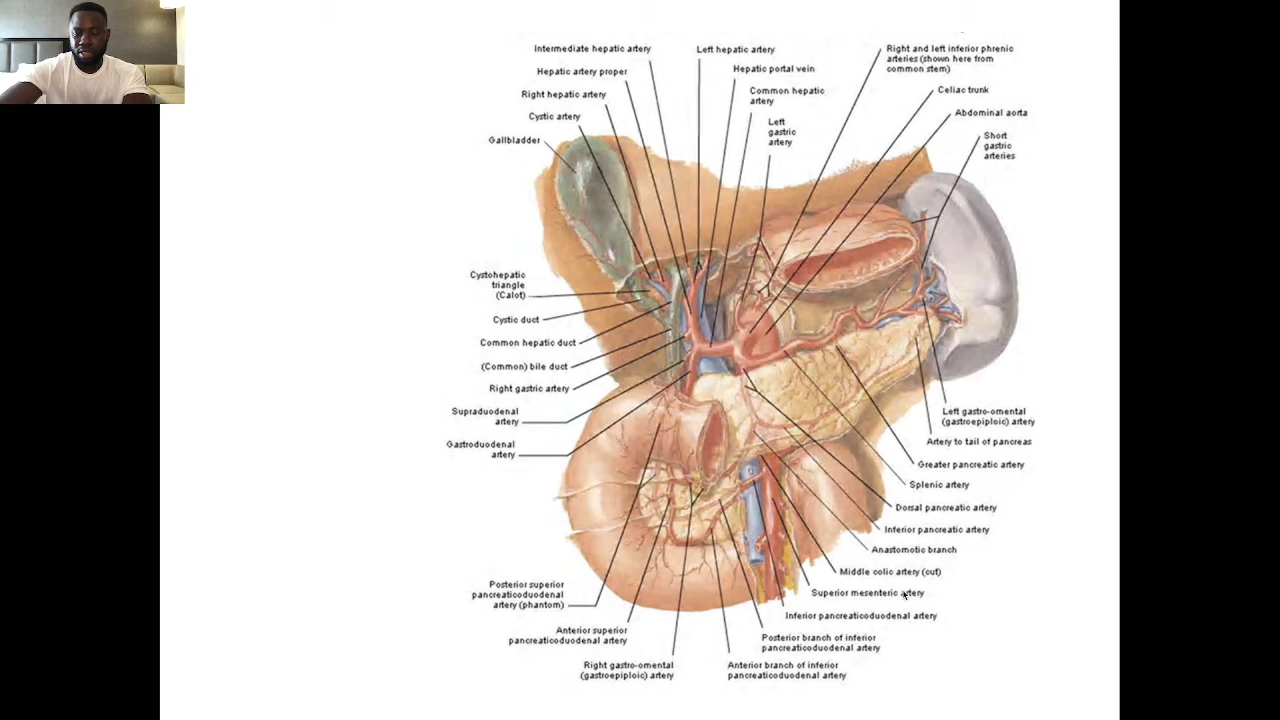 Intermediate hepatic artery
Hepatic artery proper
Right hepatic artery
Cystic artery
Gallbladder
Left hepatic artery
Hepatic portal vein
Common hepatic
artery
Left
gastric
artery
Right and left inferior phrenic
arteries (shown here from
common stem)
Celiac trunk
Abdominal aorta
Short
gastric
arteries
Cystohepatic
triangle
(Calot)
Cystic duct
Common hepatic duct
(Common) bile duct
Right gastric artery
Supraduodenal
artery
Gastroduodenal
artery
Left gastro-omental
(gastroepiploic) artery
Artery to tail of pancreas
Greater pancreatic artery
Splenic artery
Dorsal pancreatic artery
Inferior pancreatic artery
Anastomotic branch
Middle colic artery (cut)
Superior mesenteric artery
Inferior pancreaticoduodenal artery
Posterior branch of inferior
pancreaticoduodenal artery
Anterior branch of inferior
pancreaticoduodenal artery
Posterior superior
pancreaticoduodenal
artery (phantom)
Anterior superior
pancreaticoduodenal artery
Right gastro-omental
(gastroepiploic) artery